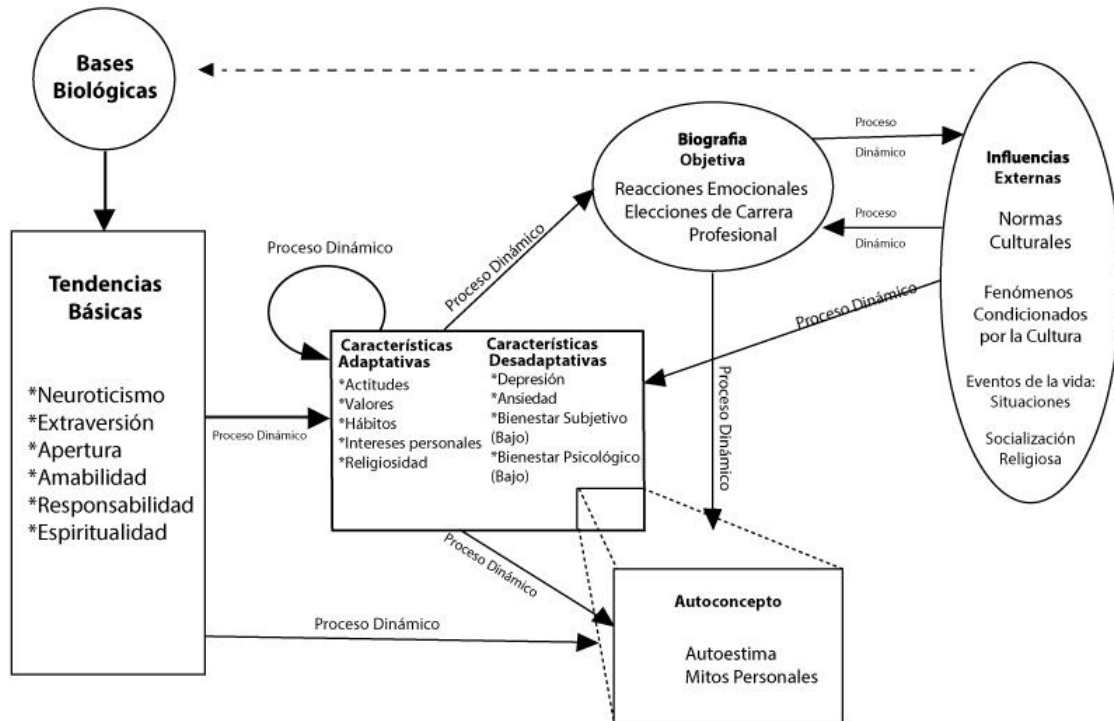 Bases
Biológicas
Tendencias
Básicas
*Neuroticismo
*Extraversión
*Apertura
*Amabilidad
*Responsabilidad
*Espiritualidad
Proceso Dinámico
Proceso Dinámico
Proceso Dinámico
Características
Adaptativas
*Actitudes
*Valores
*Hábitos
*Intereses personales
*Religiosidad
Características
Desadaptativas
*Depresión
*Ansiedad
*Bienestar Subjetivo
(Bajo)
*Bienestar Psicológico
(Bajo)
Proceso Dinámico
Proceso Dinámico
Biografia
Objetiva
Reacciones Emocionales
Elecciones de Carrera
Profesional
Proceso
Dinámico
Proceso
Dinámico
Proceso Dinámico
Proceso Dinámico
Influencias
Externas
Normas
Culturales
Fenómenos
Condicionados
por la Cultura
Eventos de la vida:
Situaciones
Socialización
Religiosa
Autoconcepto
Autoestima
Mitos Personales